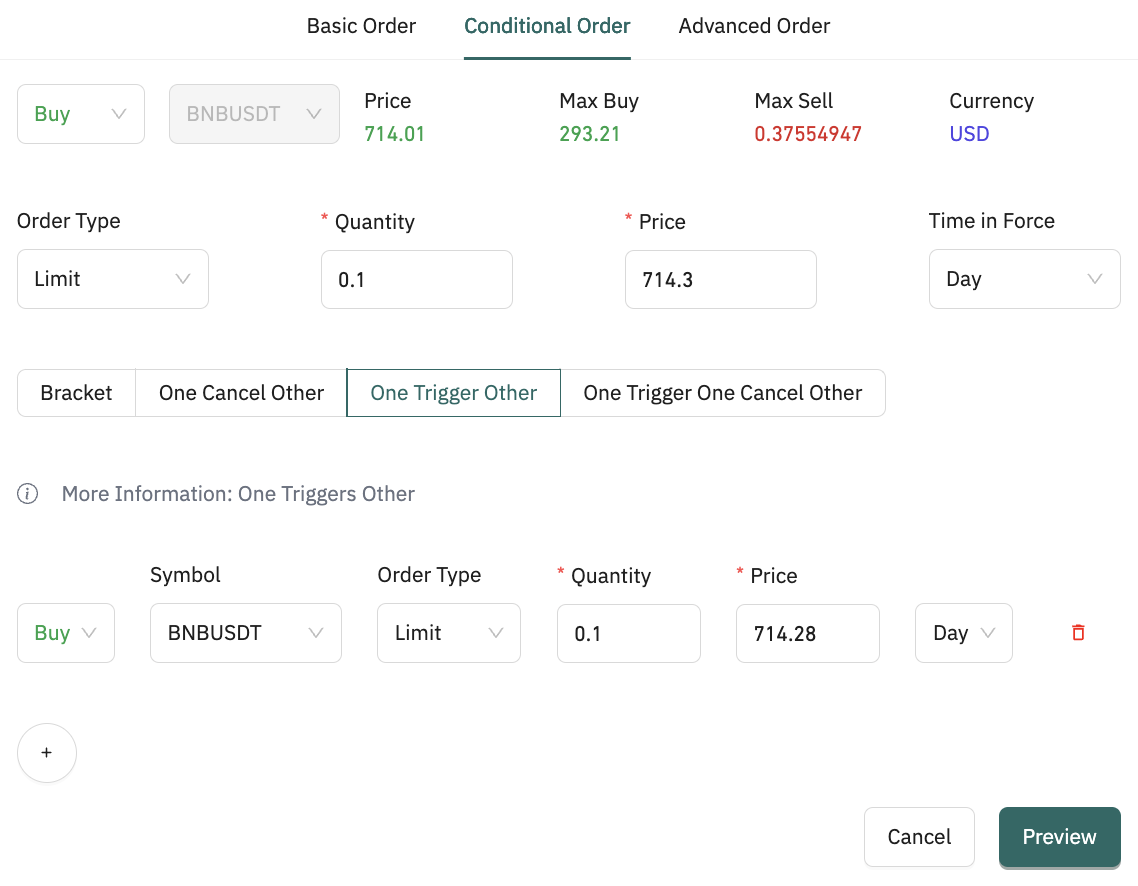 Basic Order Conditional Order Advanced Order
Buy BNBUSDT Price Max Buy Max Sell Currency
714.01 293.21 0.37554947 USD
Order Type * Quantity * Price Time in Force
Limit 0.1 714.3 Day
Bracket One Cancel Other One Trigger Other One Trigger One Cancel Other
More Information: One Triggers Other
Symbol Order Type * Quantity * Price
Buy BNBUSDT Limit 0.1 714.28 Day
+
Cancel Preview